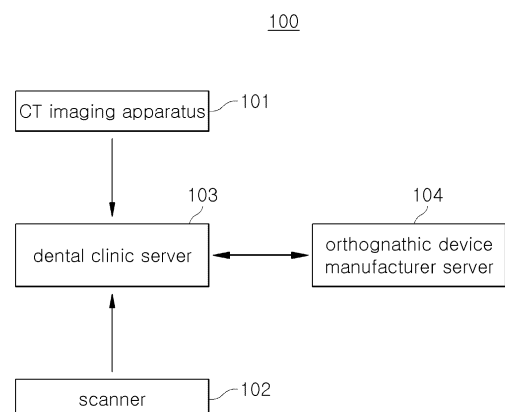 100
CT imaging apparatus
101
103
104
dental clinic server
orthognathic device
manufacturer server
scanner
102